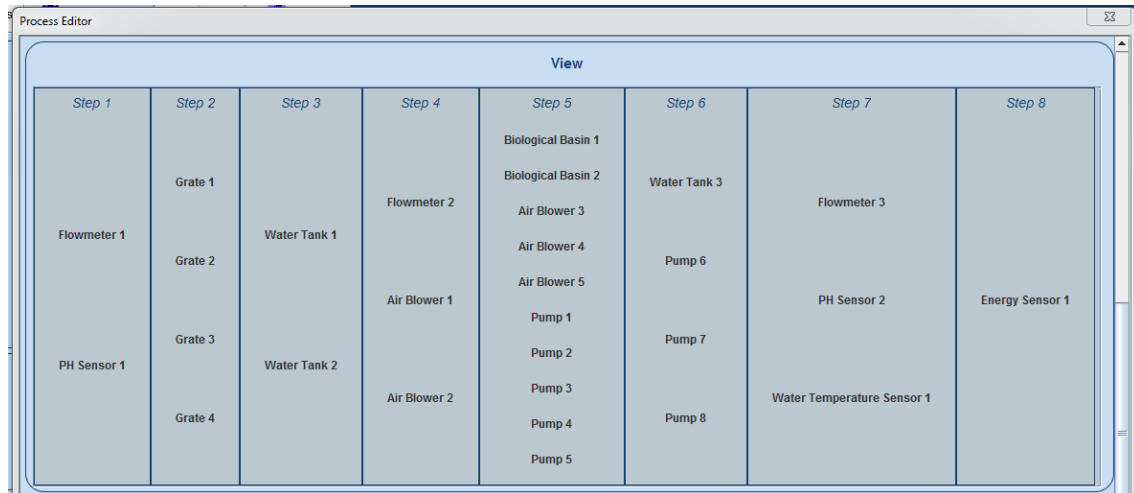 Process Editor
View
Step 1
Step 2
Step 3
Step 4
Step 5
Step 6
Step 7
Step 8
Flowmeter 1
PH Sensor 1
Grate 1
Grate 2
Grate 3
Grate 4
Water Tank 1
Water Tank 2
Flowmeter 2
Air Blower 1
Air Blower 2
Biological Basin 1
Biological Basin 2
Air Blower 3
Air Blower 4
Air Blower 5
Pump 1
Pump 2
Pump 3
Pump 4
Pump 5
Water Tank 3
Pump 6
Pump 7
Pump 8
Flowmeter 3
PH Sensor 2
Water Temperature Sensor 1
Energy Sensor 1